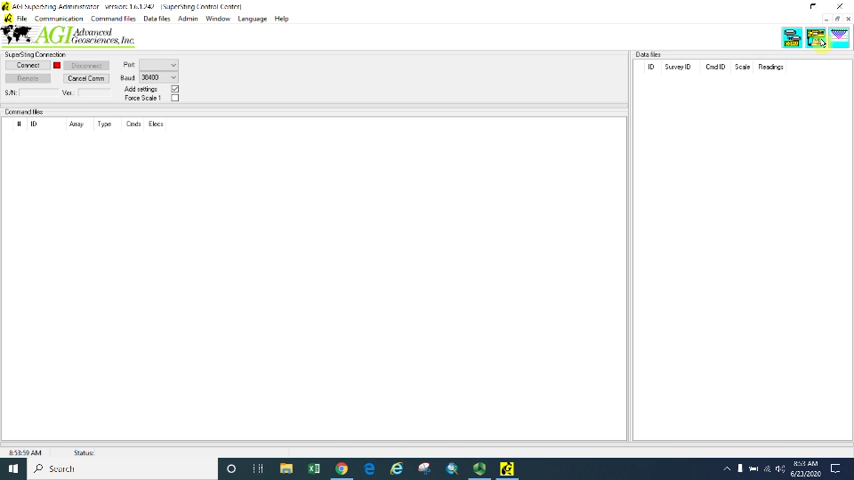 AGI SuperSting Administrator - version: 1.6.1.242 - [SuperSting Control Center]
File Communication Command files Data files Admin Window Language Help
AGI Advanced Geosciences, Inc.
SuperSting Connection
Connect Disconnect Port:
Remote Cancel Comm Baud: 38400
Add settings
S/N: Ver.: Force Scale 1
Command files
# ID Array Type Cmds Elecs
Data files
ID Survey ID Cmd ID Scale Readings
8:53:59 AM Status:
Search
8:53 AM
6/23/2020